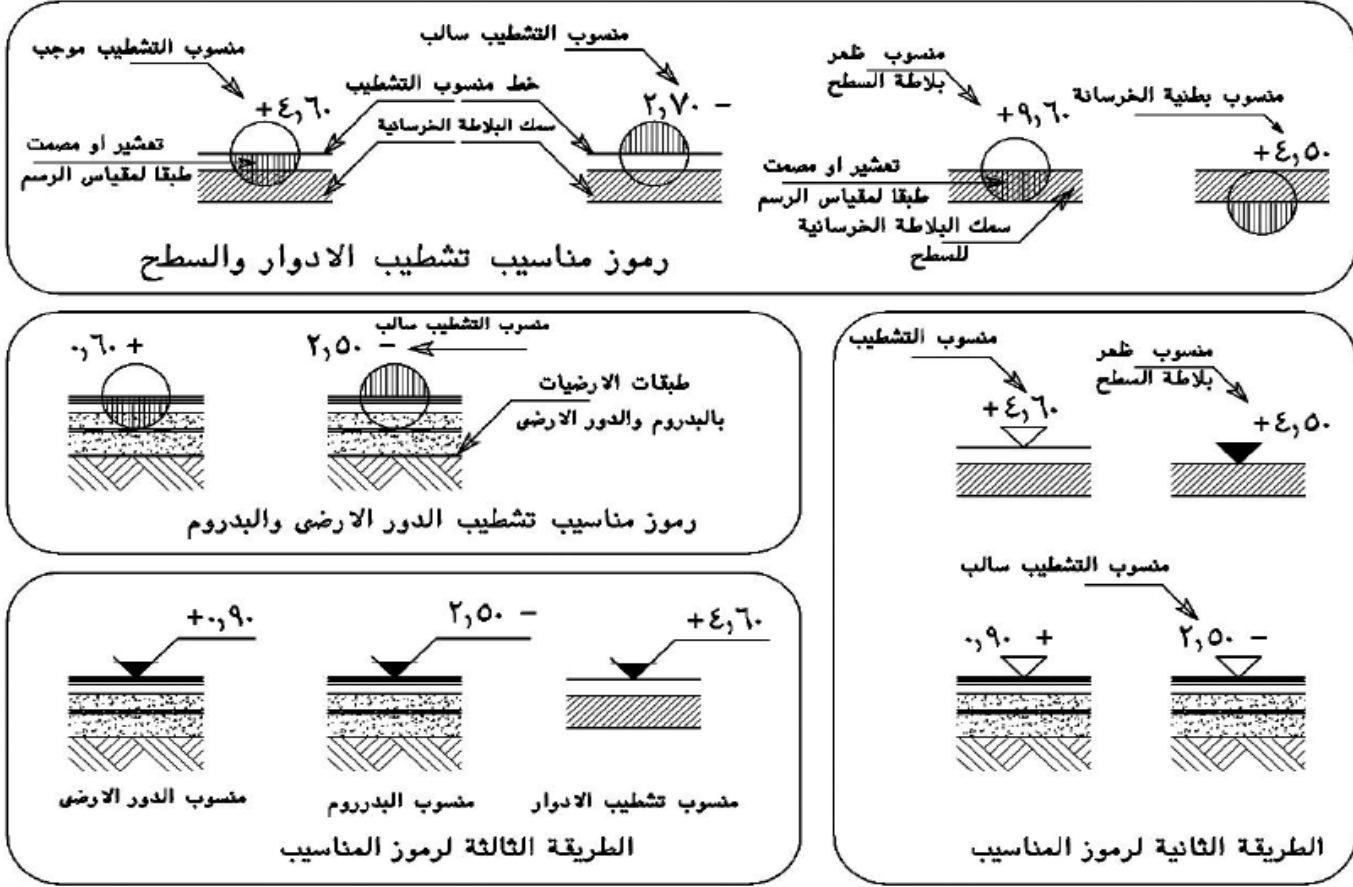 منسوب التشطيب موجب
+٤,٦٠
منسوب التشطيب سالب
٢,٧٠ −
خط منسوب التشطيب
سمك البلاطة الخرسانية
تهشير او مصمت
طبقا لمقياس الرسم
منسوب ظهر
بلاطة السطح
+٩,٦٠
منسوب بطنية الخرسانة
+٤,٥٠
تهشير او مصمت
طبقا لمقياس الرسم
سمك البلاطة الخرسانية
للسطح
رموز مناسيب تشطيب الادوار والسطح
منسوب التشطيب سالب
٢,٥٠ −
٠,٦٠ +
طبقات الارضيات
بالبدروم والدور الارضى
رموز مناسيب تشطيب الدور الارضى والبدروم
منسوب التشطيب
+٤,٦٠
منسوب ظهر
بلاطة السطح
+٤,٥٠
منسوب التشطيب سالب
٢,٥٠ −
٠,٩٠ +
الطريقة الثانية لرموز المناسيب
+٠,٩٠
٢,٥٠ −
+٤,٦٠
منسوب تشطيب الادوار
منسوب البدرروم
منسوب الدور الارضى
الطريقة الثالثة لرموز المناسيب